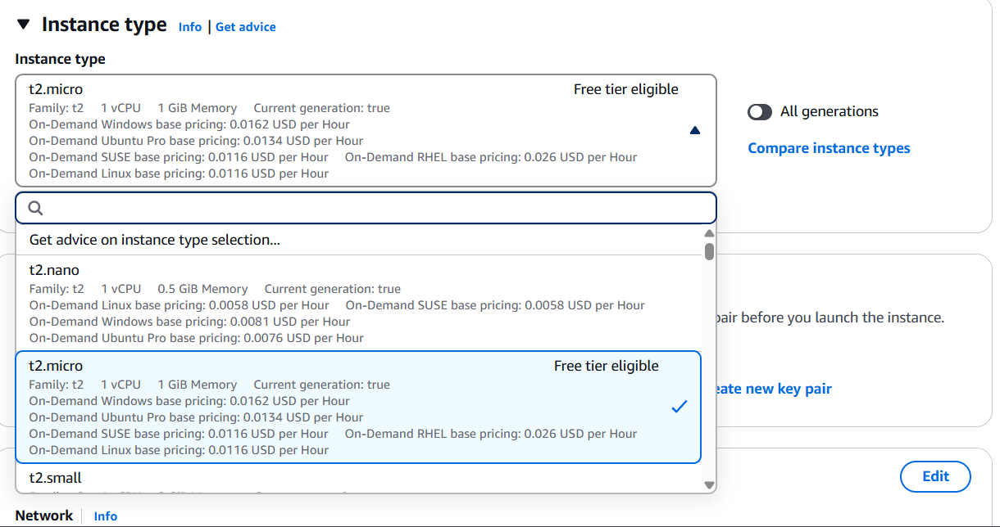 Instance type Info | Get advice
Instance type
t2.micro Free tier eligible
Family: t2 1 vCPU 1 GiB Memory Current generation: true
On-Demand Windows base pricing: 0.0162 USD per Hour
On-Demand Ubuntu Pro base pricing: 0.0134 USD per Hour
On-Demand SUSE base pricing: 0.0116 USD per Hour On-Demand RHEL base pricing: 0.026 USD per Hour
On-Demand Linux base pricing: 0.0116 USD per Hour
All generations
Compare instance types
Get advice on instance type selection...
t2.nano
Family: t2 1 vCPU 0.5 GiB Memory Current generation: true
On-Demand Linux base pricing: 0.0058 USD per Hour On-Demand SUSE base pricing: 0.0058 USD per Hour
On-Demand Windows base pricing: 0.0081 USD per Hour
On-Demand Ubuntu Pro base pricing: 0.0076 USD per Hour
t2.micro Free tier eligible
Family: t2 1 vCPU 1 GiB Memory Current generation: true
On-Demand Windows base pricing: 0.0162 USD per Hour
On-Demand Ubuntu Pro base pricing: 0.0134 USD per Hour
On-Demand SUSE base pricing: 0.0116 USD per Hour On-Demand RHEL base pricing: 0.026 USD per Hour
On-Demand Linux base pricing: 0.0116 USD per Hour
t2.small
pair before you launch the instance.
eate new key pair
Edit
Network Info